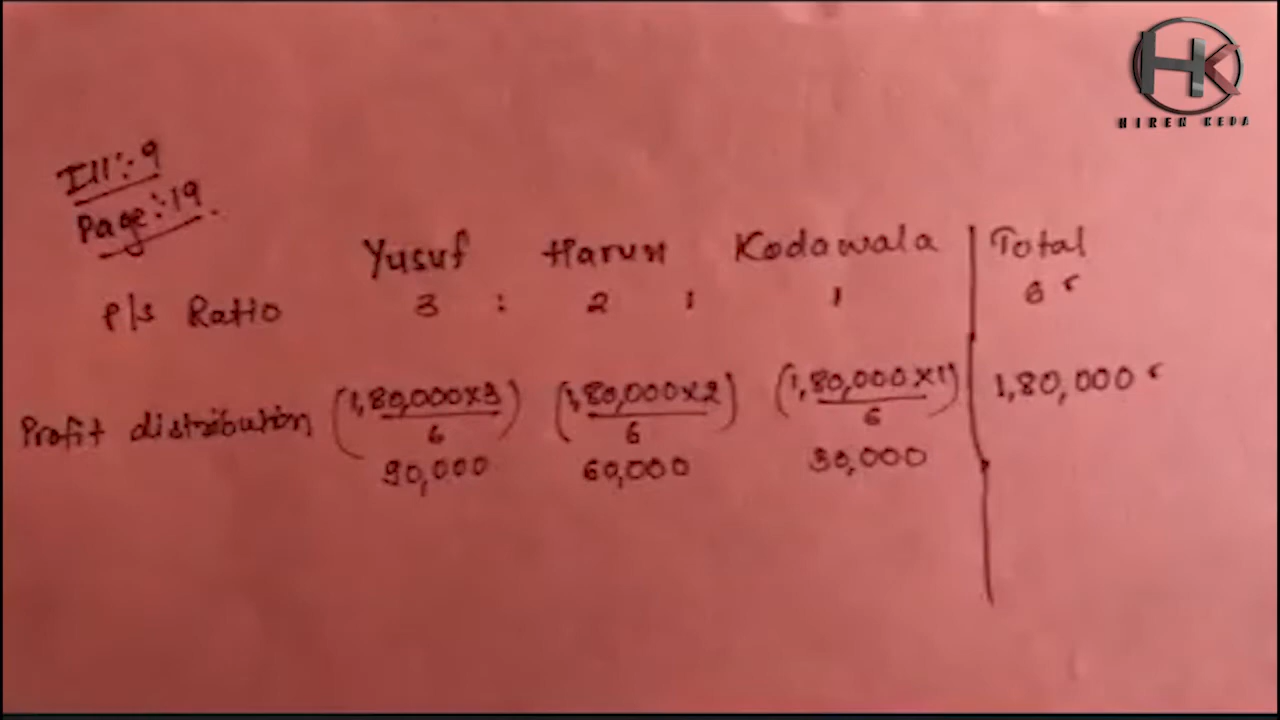 HK
HIREN KEDA
Ill:- 9
Page:-19.
Yusuf Harun Kodawala Total
P/s Ratio 3 : 2 : 1 6
Profit distribution (1,80,000×3/6) (1,80,000×2/6) (1,80,000×1/6) 1,80,000
90,000 60,000 30,000